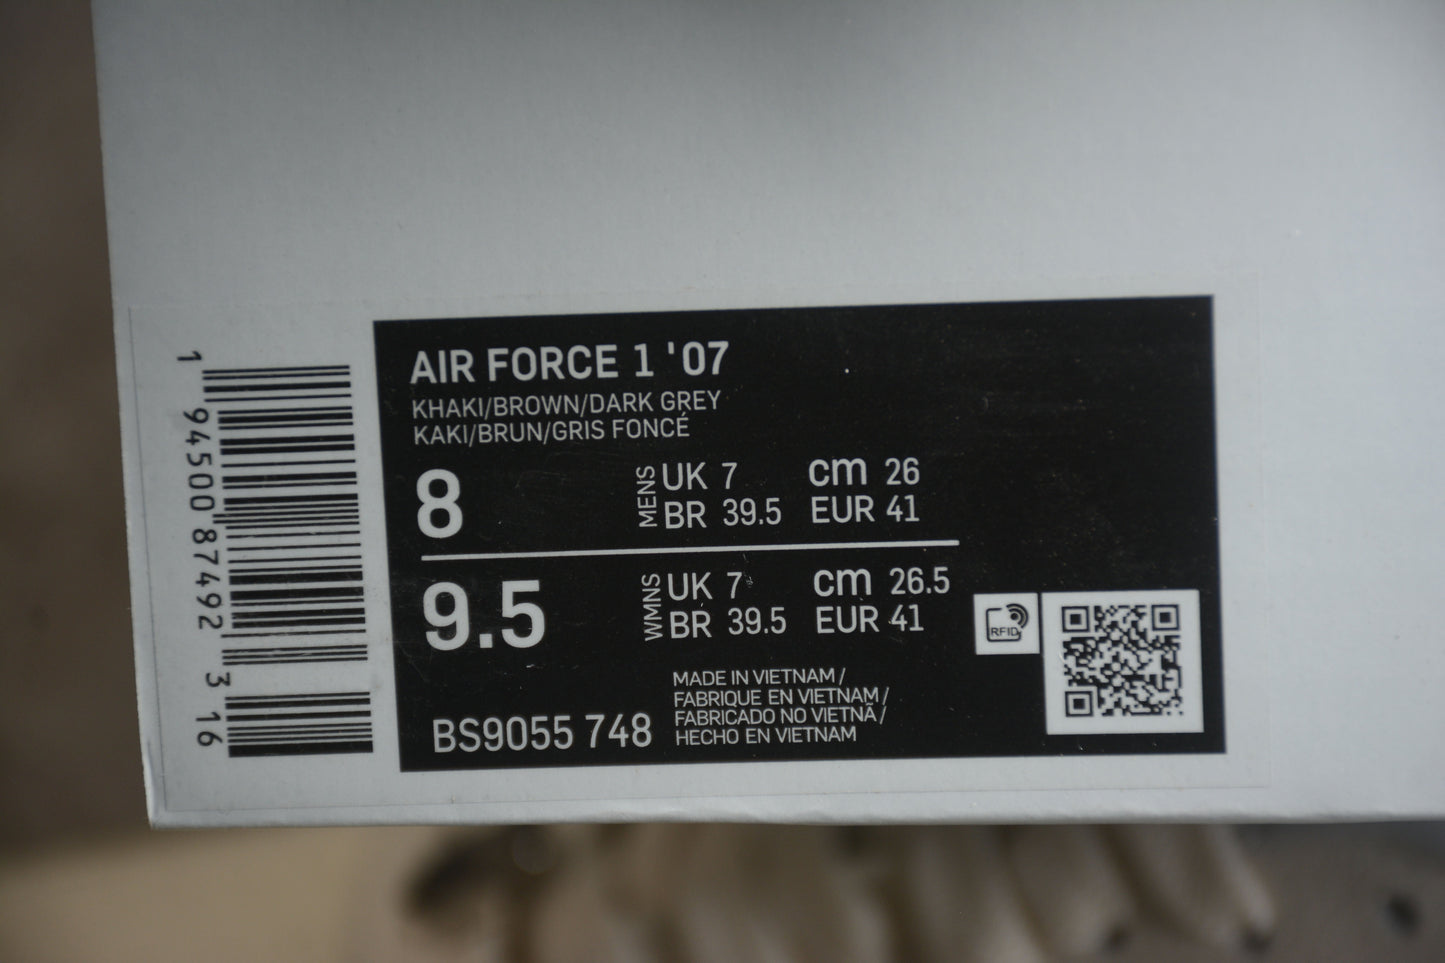 AIR FORCE 1 '07
KHAKI/BROWN/DARK GREY
KAKI/BRUN/GRIS FONCÉ
8
MENS
UK 7 cm 26
BR 39.5 EUR 41
9.5
WMNS
UK 7 cm 26.5
BR 39.5 EUR 41
RFID
BS9055 748
MADE IN VIETNAM /
FABRIQUE EN VIETNAM /
FABRICADO NO VIETNÃ /
HECHO EN VIETNAM
1 94500 87492 3 16